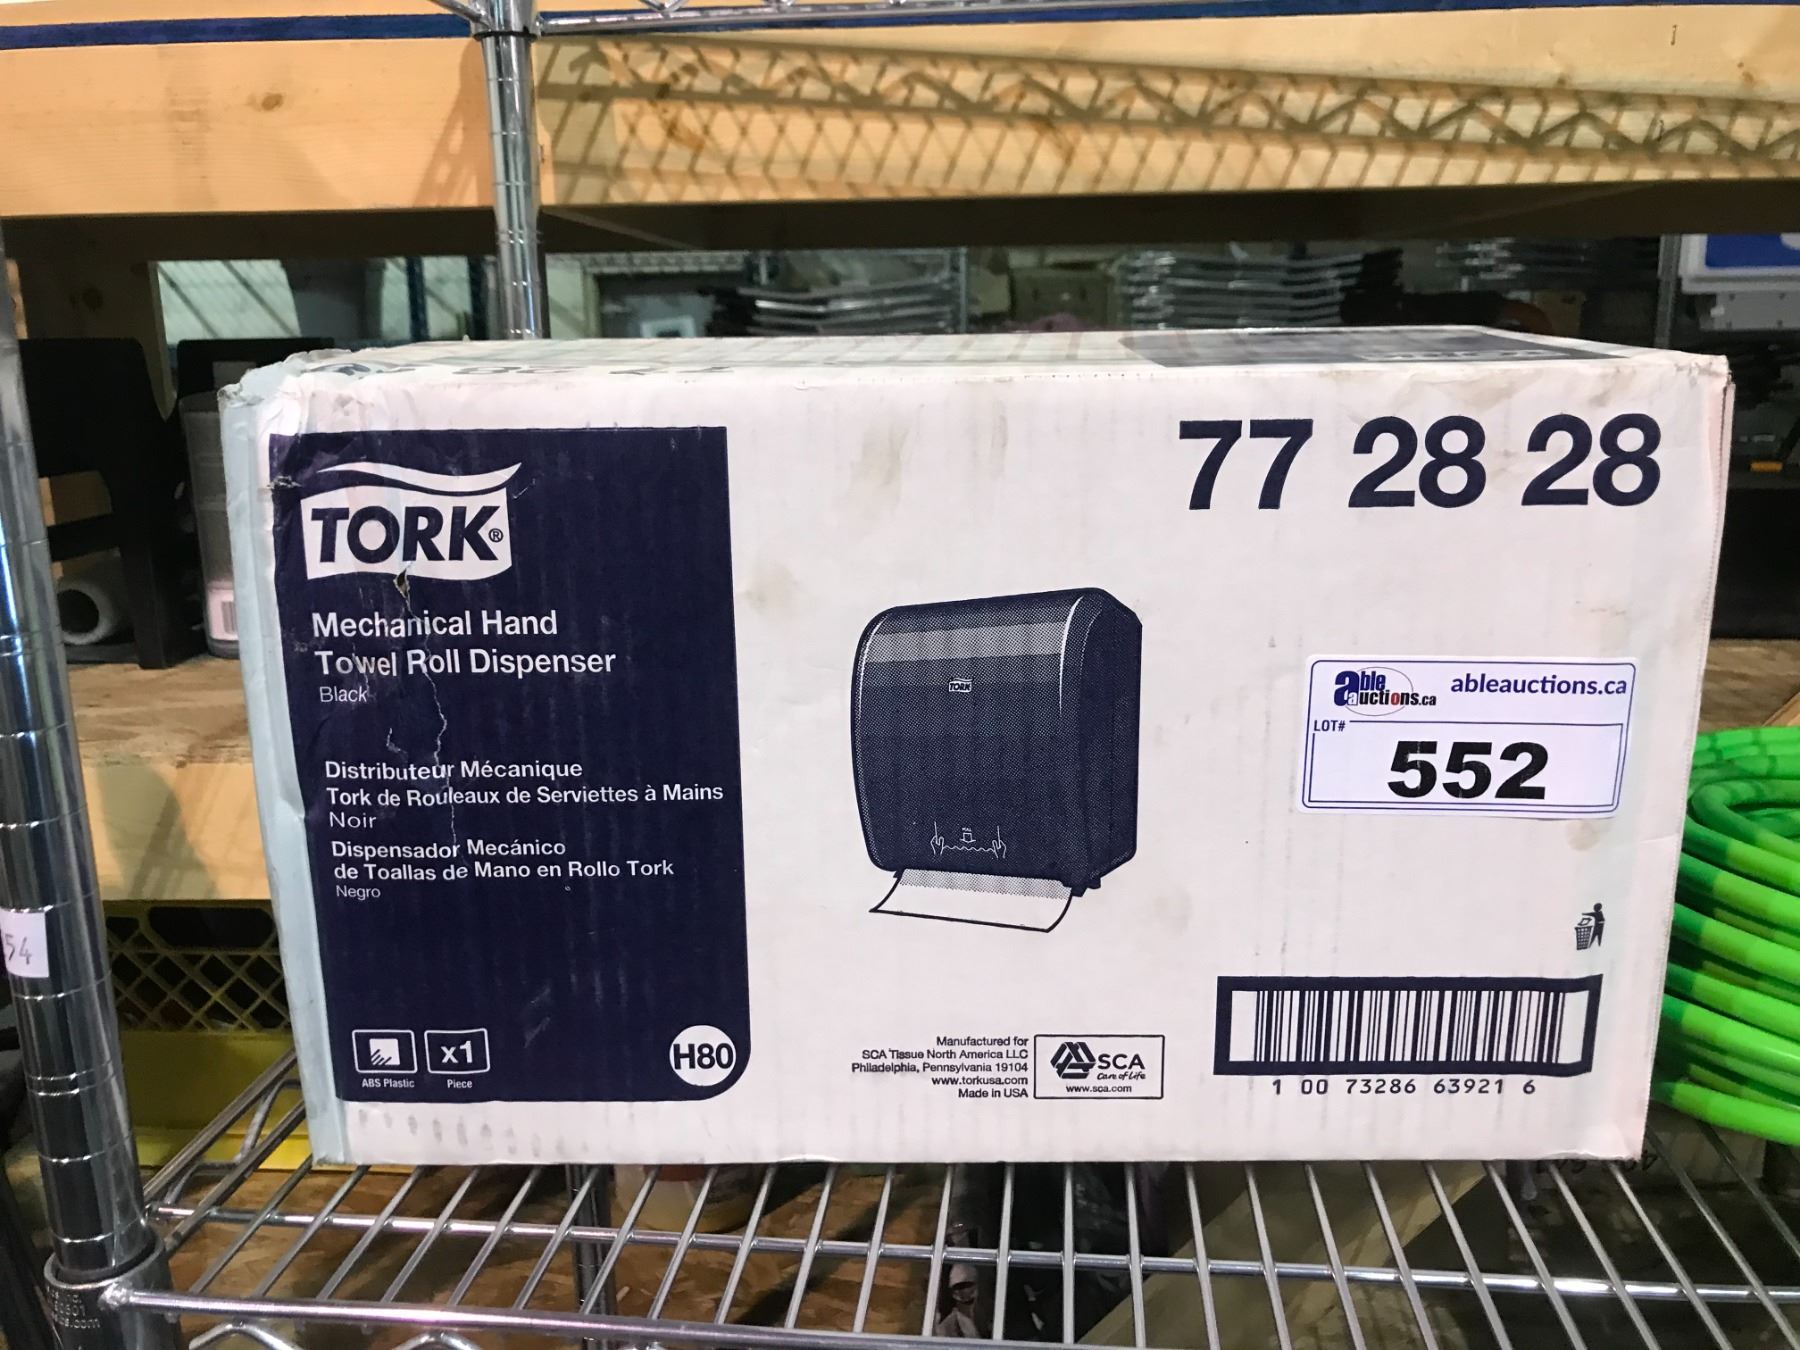 TORK®
Mechanical Hand
Towel Roll Dispenser
Black
Distributeur Mécanique
Tork de Rouleaux de Serviettes à Mains
Noir
Dispensador Mecánico
de Toallas de Mano en Rollo Tork
Negro
ABS Plastic
x1
Piece
H80
77 28 28
TORK
able auctions.ca
ableauctions.ca
LOT#
552
Manufactured for
SCA Tissue North America LLC
Philadelphia, Pennsylvania 19104
www.torkusa.com
Made in USA
SCA
Care of Life
www.sca.com
1 00 73286 63921 6
54